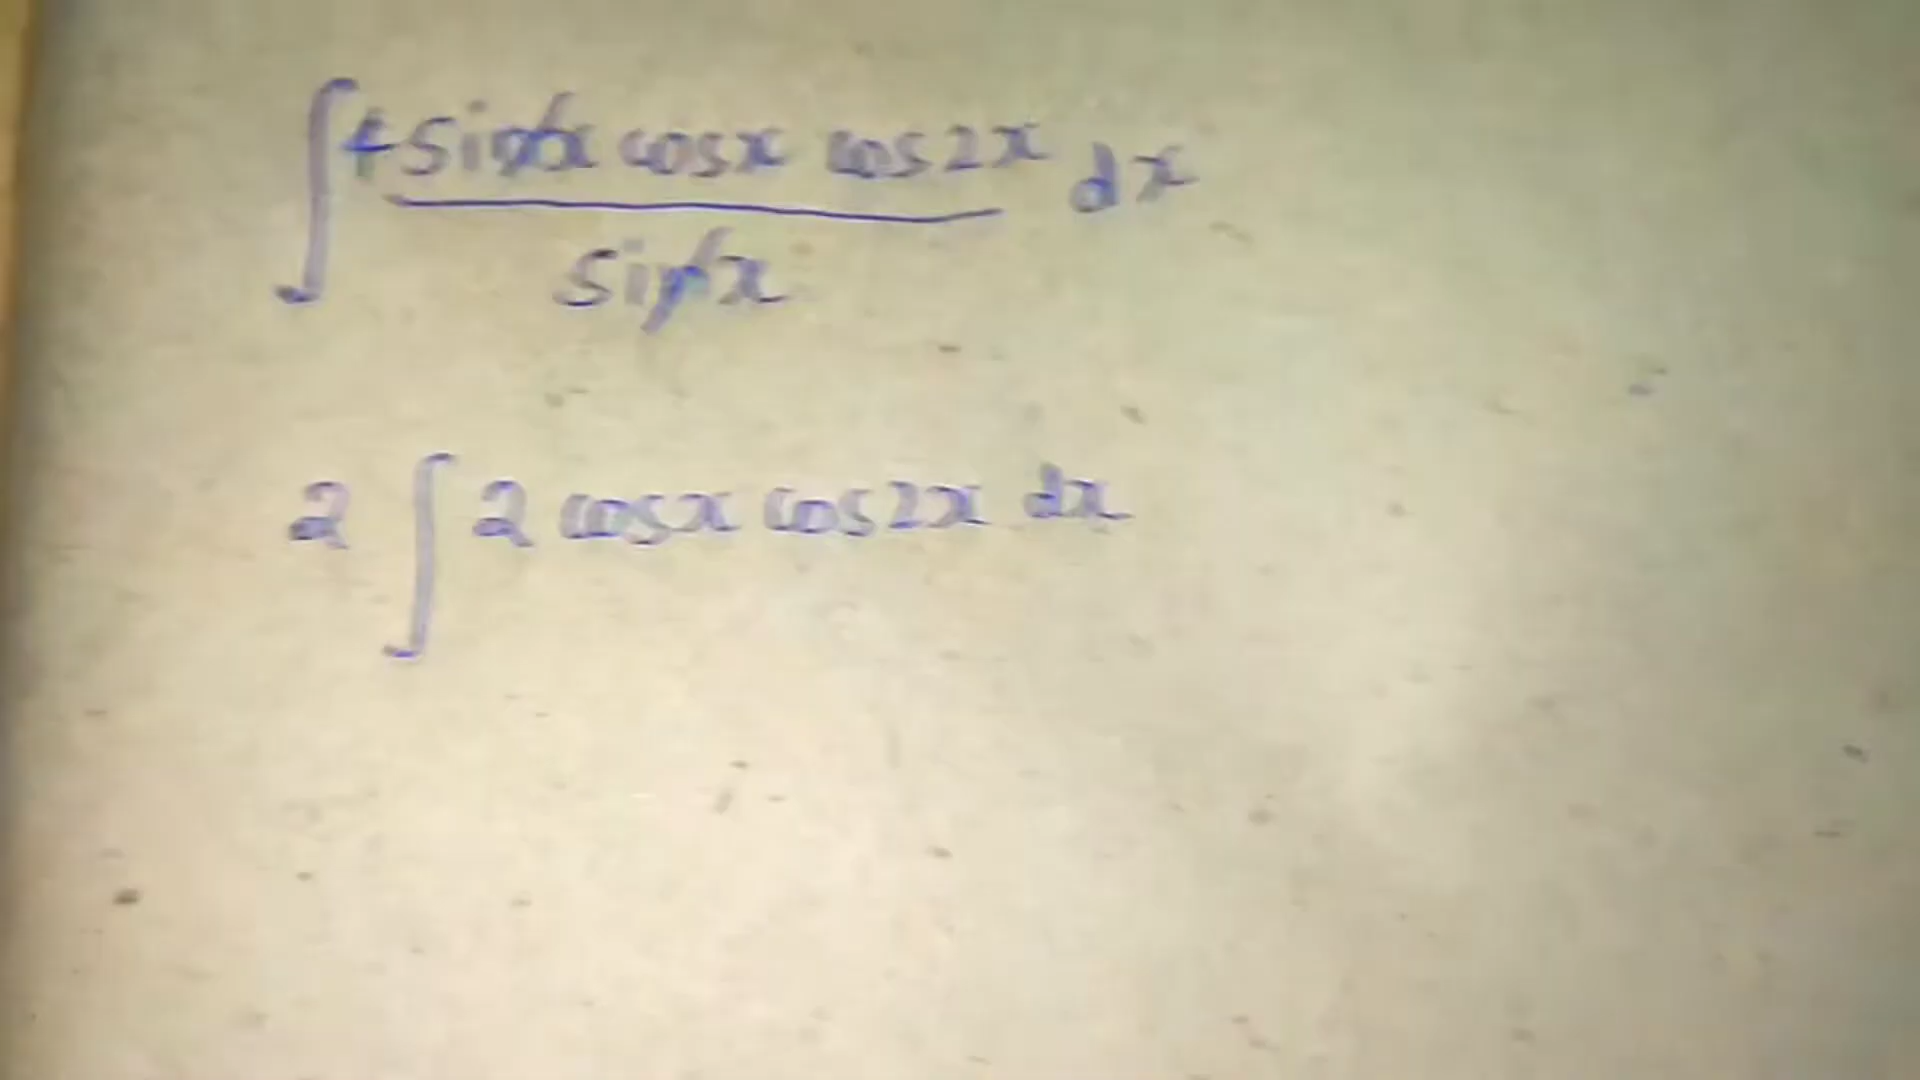 ∫ 4 sinx cosx cos2x / sinx dx
2 ∫ 2 cosx cos2x dx